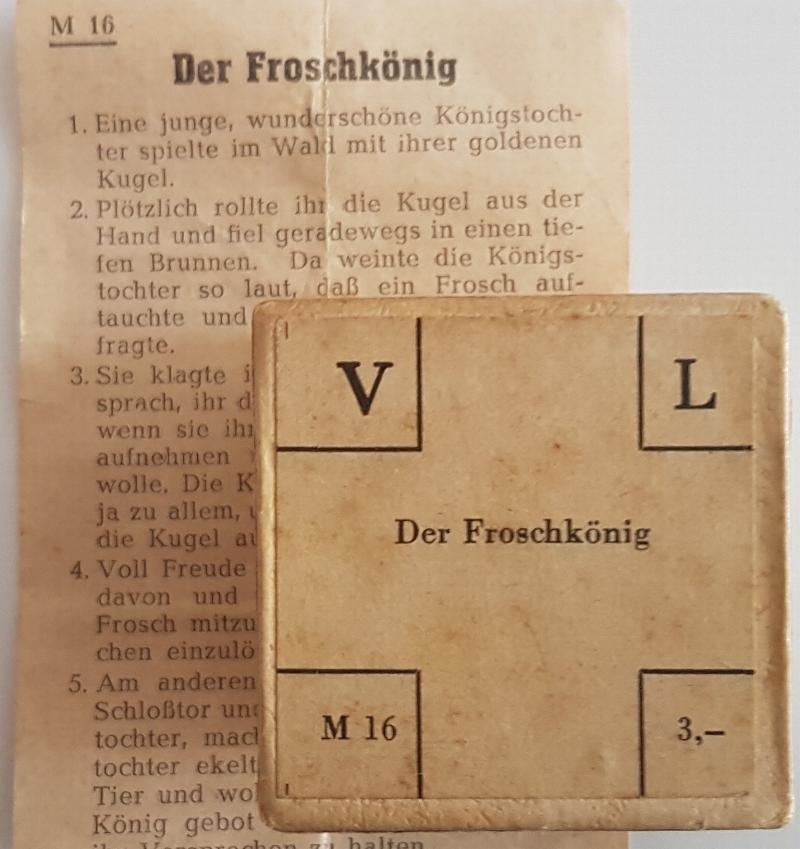 M 16
Der Froschkönig
1. Eine junge, wunderschöne Königstoch-
ter spielte im Wald mit ihrer goldenen
Kugel.
2. Plötzlich rollte ihr die Kugel aus der
Hand und fiel geradewegs in einen tie-
fen Brunnen. Da weinte die Königs-
tochter so laut, daß ein Frosch auf-
tauchte und
fragte.
3. Sie klagte
sprach, ihr
wenn sie
aufnehmen
wolle. Die
ja zu allem,
die Kugel
4. Voll Freude
davon und
Frosch
chen
5. Am anderen
Schloßtor
tochter,
tochter
Tier und
König gebot
ihr Versprechen zu halten
V
L
Der Froschkönig
M 16
3,–